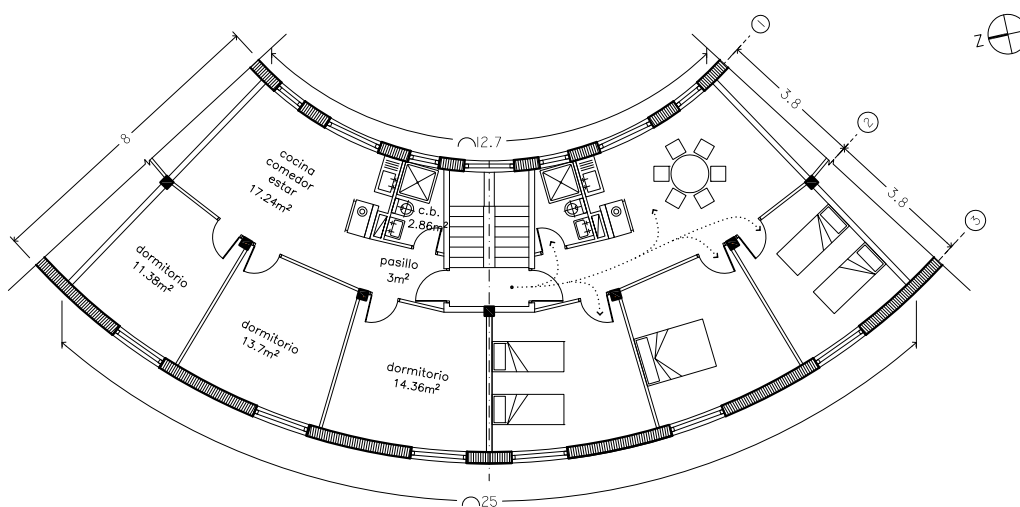 1
N
3.8
2
8
⌒12.7
cocina
comedor
estar
17.24m²
c.b.
2.86m²
3.8
3
dormitorio
11.38m²
pasillo
3m²
dormitorio
13.7m²
dormitorio
14.36m²
⌒25